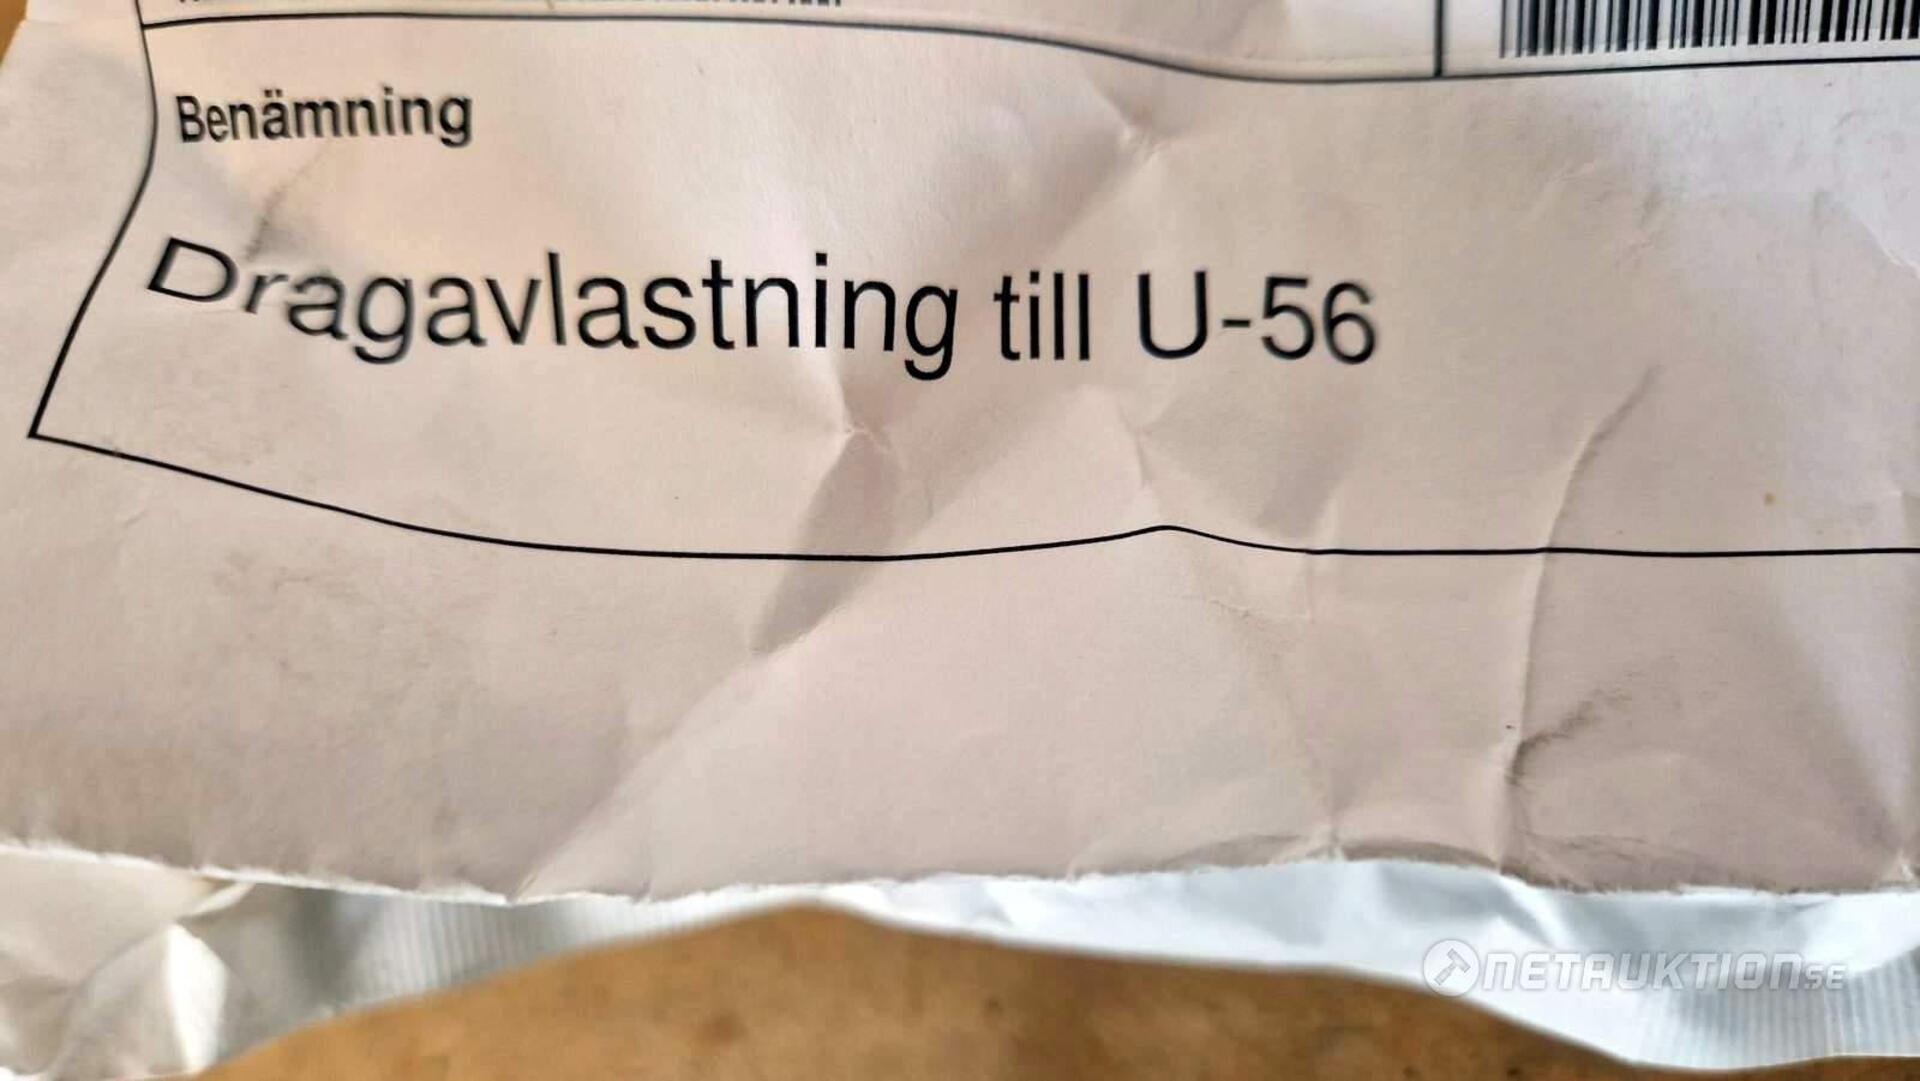 Benämning
Dragavlastning till U-56
NETAUKTION.SE